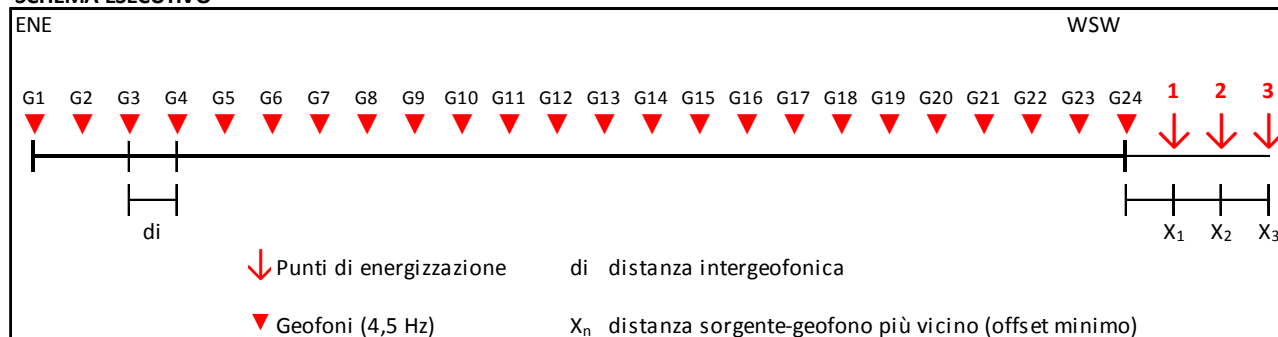 SCHEMA ESECUTIVO
ENE WSW
G1 G2 G3 G4 G5 G6 G7 G8 G9 G10 G11 G12 G13 G14 G15 G16 G17 G18 G19 G20 G21 G22 G23 G24 1 2 3
di X₁ X₂ X₃
Punti di energizzazione di distanza intergeofonica
Geofoni (4,5 Hz) Xₙ distanza sorgente-geofono più vicino (offset minimo)